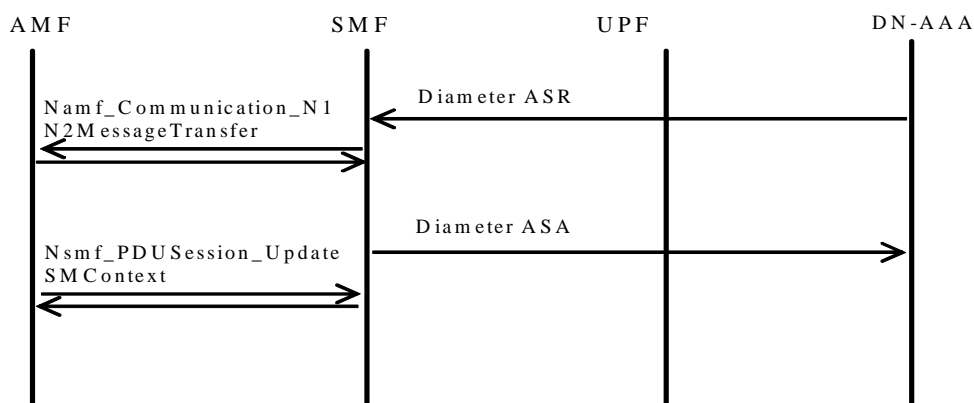 AMF
SMF
UPF
DN-AAA
Diameter ASR
Namf_Communication_N1
N2MessageTransfer
Diameter ASA
Nsmf_PDUSession_Update
SMContext